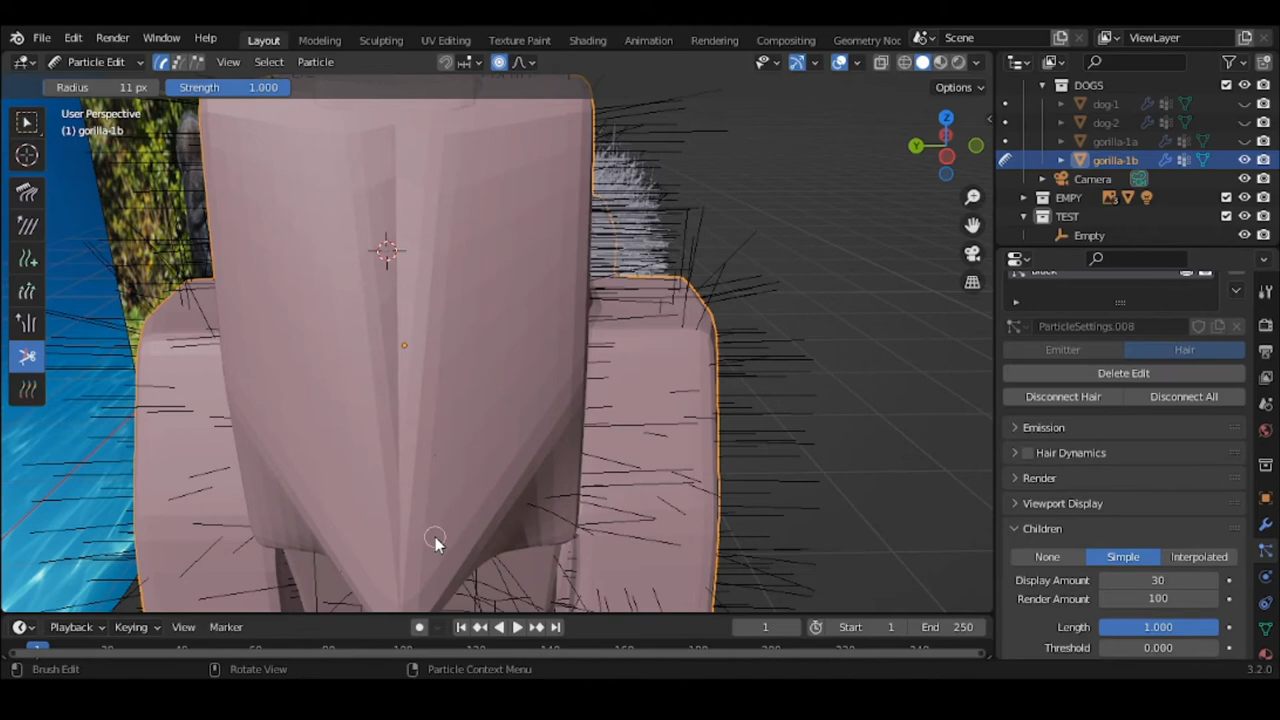 File Edit Render Window Help Layout Modeling Sculpting UV Editing Texture Paint Shading Animation Rendering Compositing Geometry Noc Scene ViewLayer
Particle Edit View Select Particle
Radius 11 px Strength 1.000 Options
User Perspective
(1) gorilla-1b
Z
Y
DOGS
dog-1
dog-2
gorilla-1a
gorilla-1b
Camera
EMPY
TEST
Empty
ParticleSettings.008
Emitter Hair
Delete Edit
Disconnect Hair Disconnect All
Emission
Hair Dynamics
Render
Viewport Display
Children
None Simple Interpolated
Display Amount 30
Render Amount 100
Length 1.000
Threshold 0.000
Playback Keying View Marker 1 Start 1 End 250
Brush Edit Rotate View Particle Context Menu 3.2.0